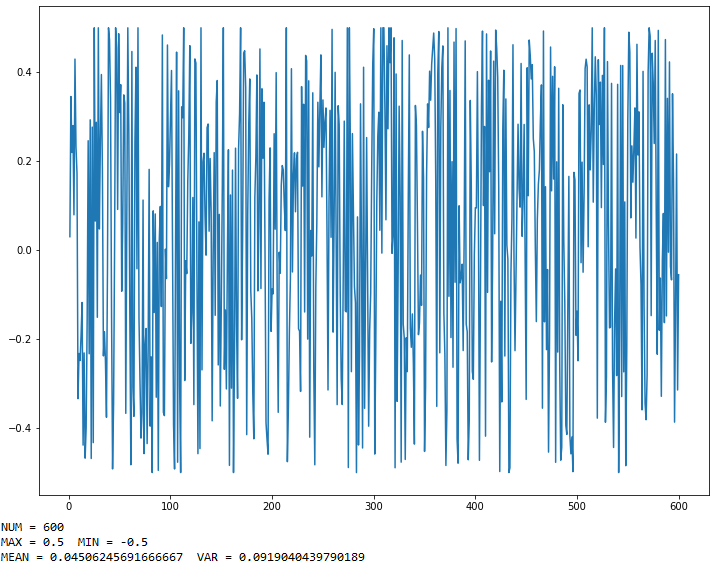 0.4
0.2
0.0
−0.2
−0.4
0 100 200 300 400 500 600
NUM = 600
MAX = 0.5  MIN = -0.5
MEAN = 0.04506245691666667  VAR = 0.0919040439790189